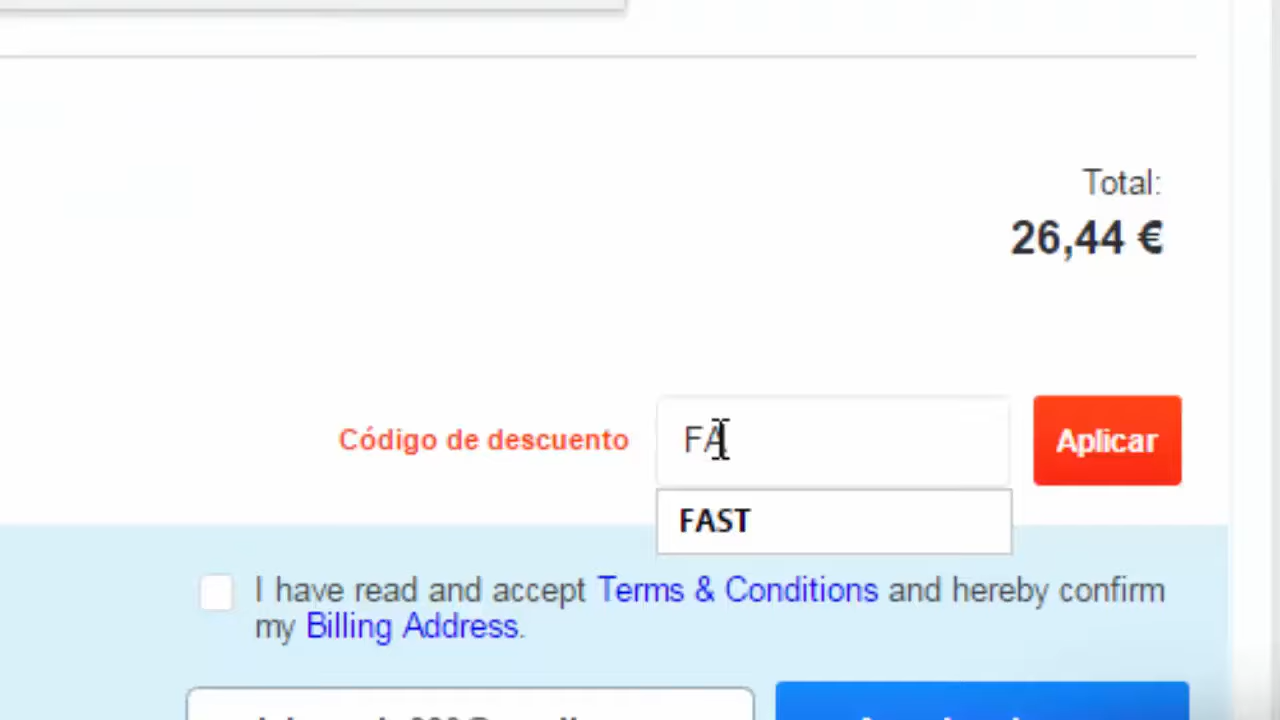 Total:
26,44 €
Código de descuento
FA
Aplicar
FAST
I have read and accept Terms & Conditions and hereby confirm
my Billing Address.